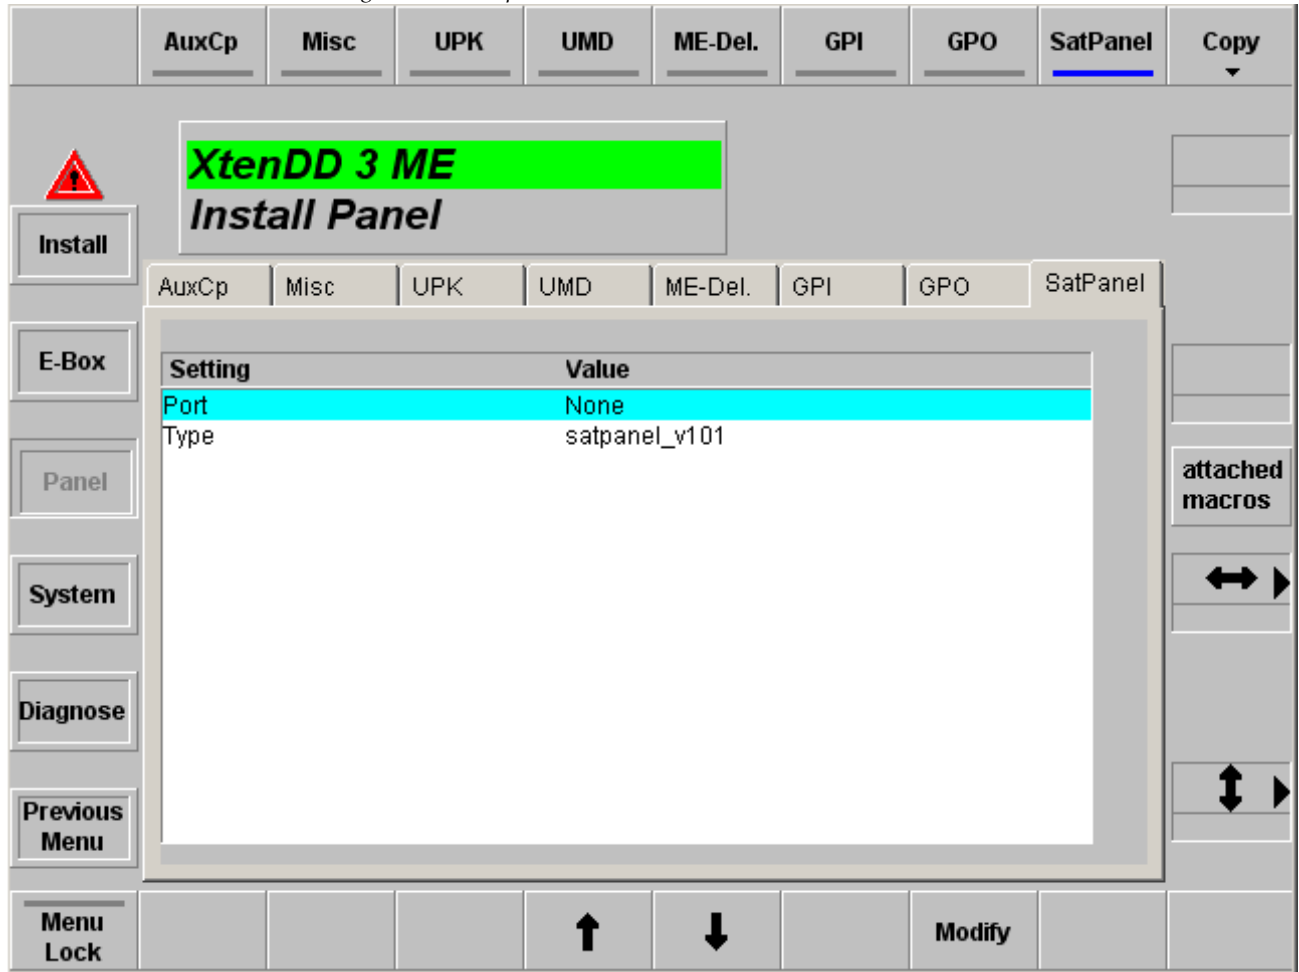 AuxCp Misc UPK UMD ME-Del. GPI GPO SatPanel Copy
XtenDD 3 ME
Install Panel
Install
AuxCp Misc UPK UMD ME-Del. GPI GPO SatPanel
E-Box
Setting Value
Port None
Type satpanel_v101
Panel
attached
macros
System
Diagnose
Previous
Menu
Menu
Lock
Modify